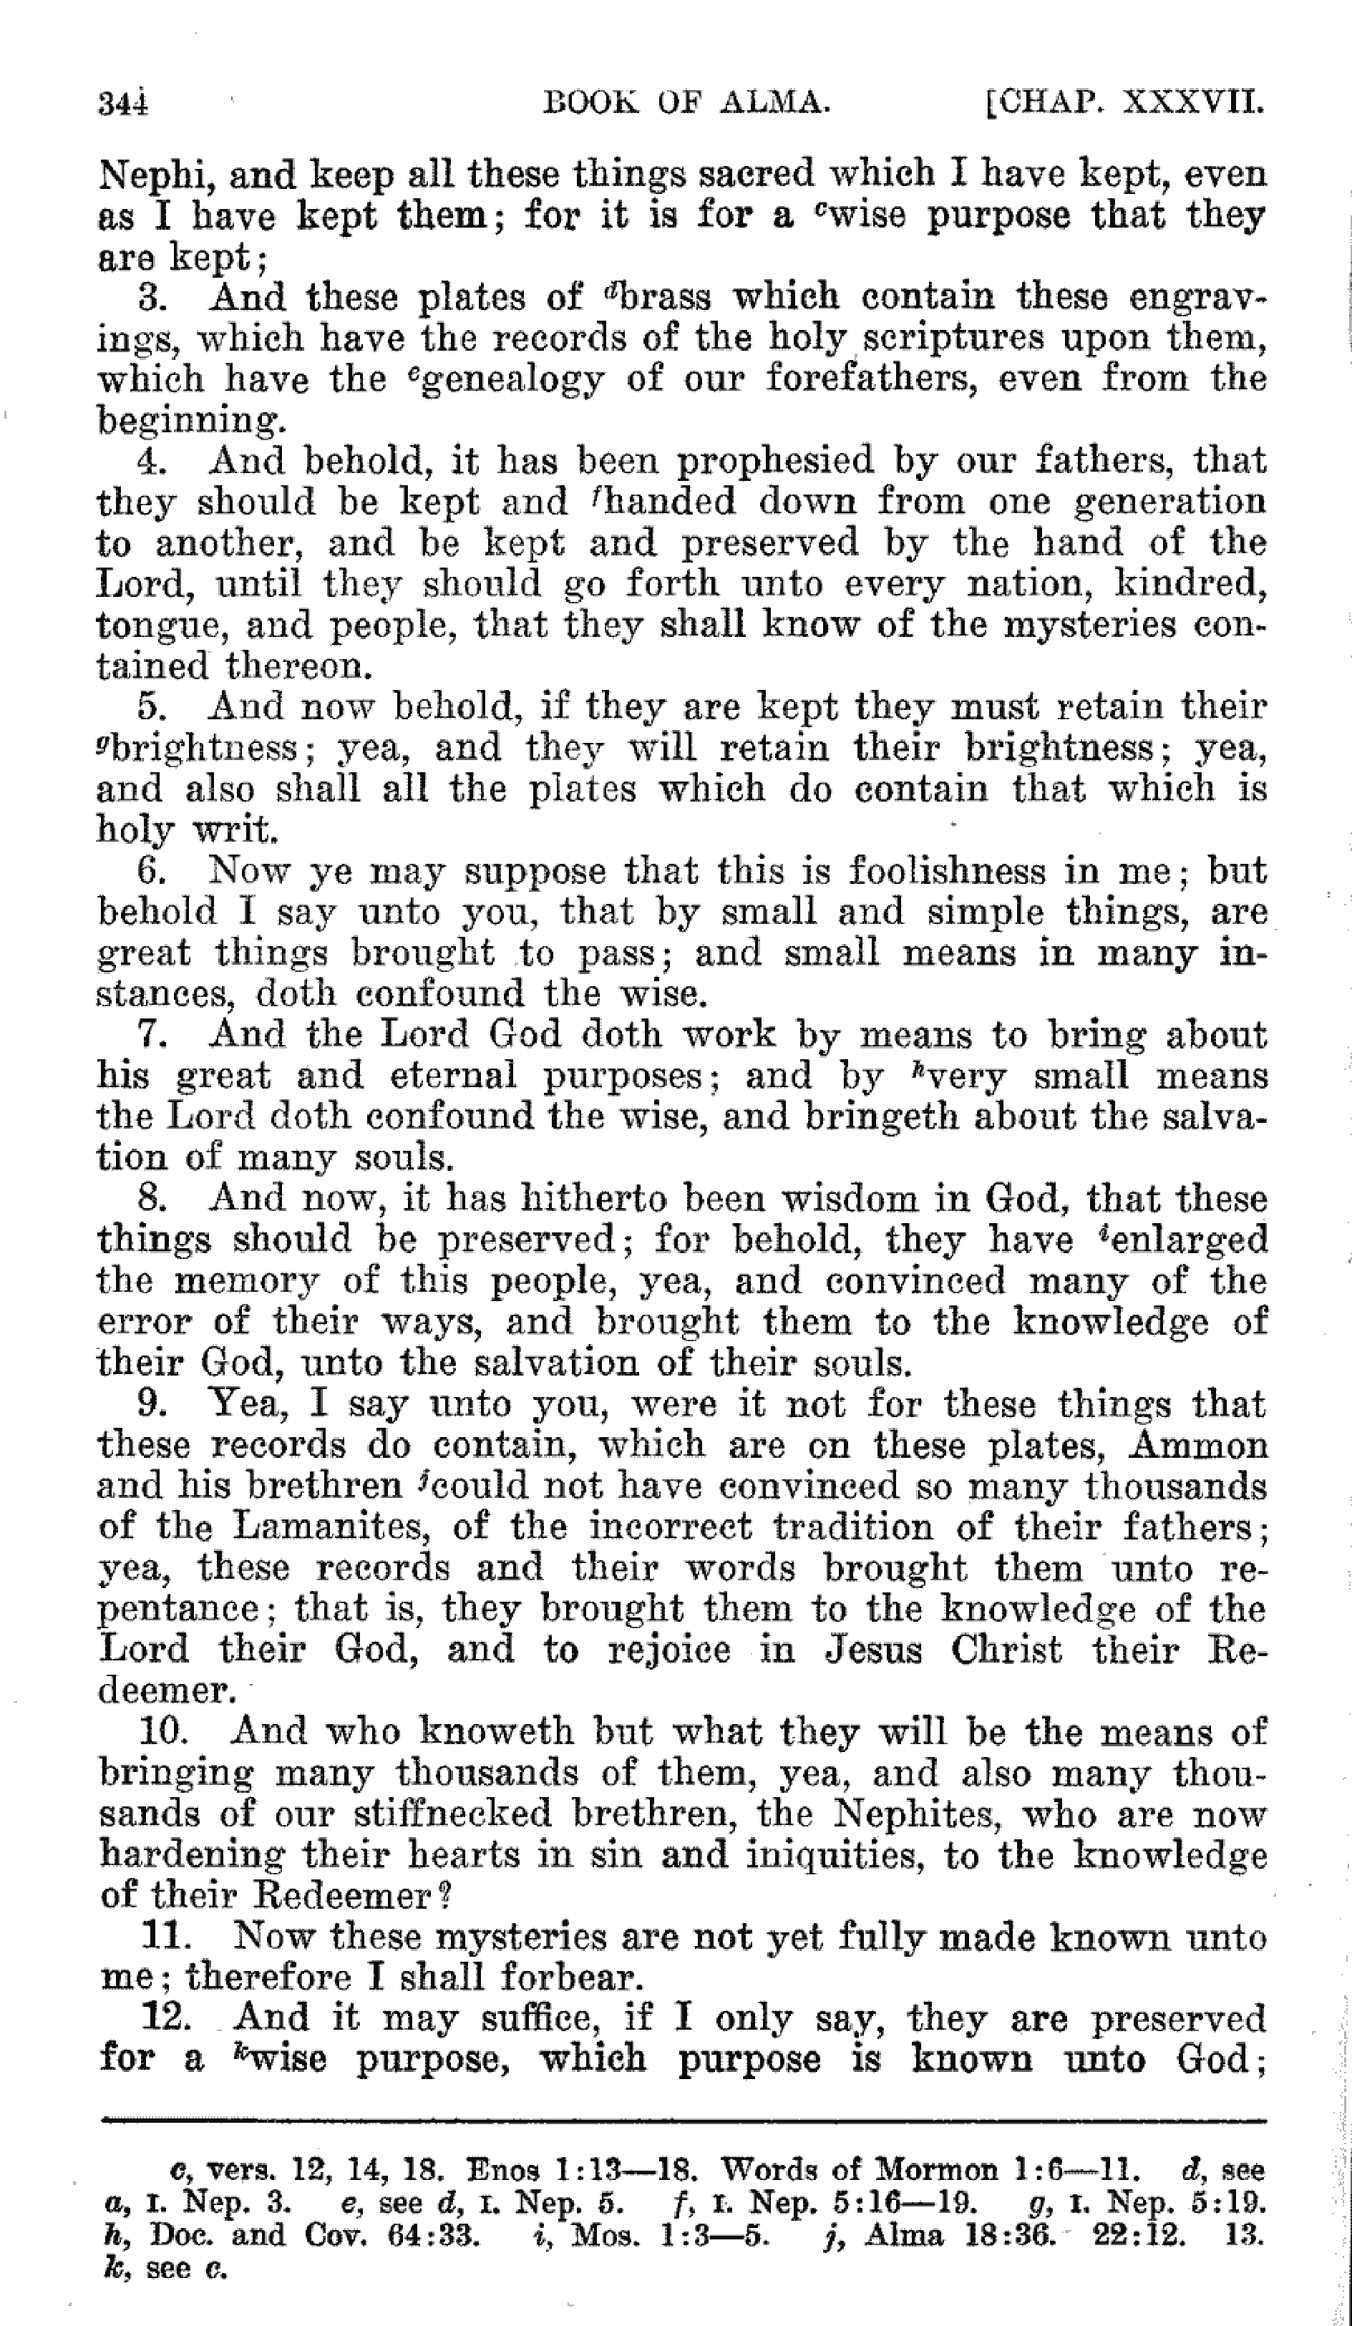 344 BOOK OF ALMA. [CHAP. XXXVII.
Nephi, and keep all these things sacred which I have kept, even
as I have kept them; for it is for a cwise purpose that they
are kept;
3. And these plates of dbrass which contain these engrav-
ings, which have the records of the holy scriptures upon them,
which have the egenealogy of our forefathers, even from the
beginning.
4. And behold, it has been prophesied by our fathers, that
they should be kept and fhanded down from one generation
to another, and be kept and preserved by the hand of the
Lord, until they should go forth unto every nation, kindred,
tongue, and people, that they shall know of the mysteries con-
tained thereon.
5. And now behold, if they are kept they must retain their
gbrightness; yea, and they will retain their brightness; yea,
and also shall all the plates which do contain that which is
holy writ.
6. Now ye may suppose that this is foolishness in me; but
behold I say unto you, that by small and simple things, are
great things brought to pass; and small means in many in-
stances, doth confound the wise.
7. And the Lord God doth work by means to bring about
his great and eternal purposes; and by hvery small means
the Lord doth confound the wise, and bringeth about the salva-
tion of many souls.
8. And now, it has hitherto been wisdom in God, that these
things should be preserved; for behold, they have ienlarged
the memory of this people, yea, and convinced many of the
error of their ways, and brought them to the knowledge of
their God, unto the salvation of their souls.
9. Yea, I say unto you, were it not for these things that
these records do contain, which are on these plates, Ammon
and his brethren jcould not have convinced so many thousands
of the Lamanites, of the incorrect tradition of their fathers;
yea, these records and their words brought them unto re-
pentance; that is, they brought them to the knowledge of the
Lord their God, and to rejoice in Jesus Christ their Re-
deemer.
10. And who knoweth but what they will be the means of
bringing many thousands of them, yea, and also many thou-
sands of our stiffnecked brethren, the Nephites, who are now
hardening their hearts in sin and iniquities, to the knowledge
of their Redeemer?
11. Now these mysteries are not yet fully made known unto
me; therefore I shall forbear.
12. And it may suffice, if I only say, they are preserved
for a kwise purpose, which purpose is known unto God;
c, vers. 12, 14, 18. Enos 1:13—18. Words of Mormon 1:6—11. d, see
a, I. Nep. 3. e, see d, I. Nep. 5. f, I. Nep. 5:16—19. g, I. Nep. 5:19.
h, Doc. and Cov. 64:33. i, Mos. 1:3—5. j, Alma 18:36. 22:12. 13.
k, see c.